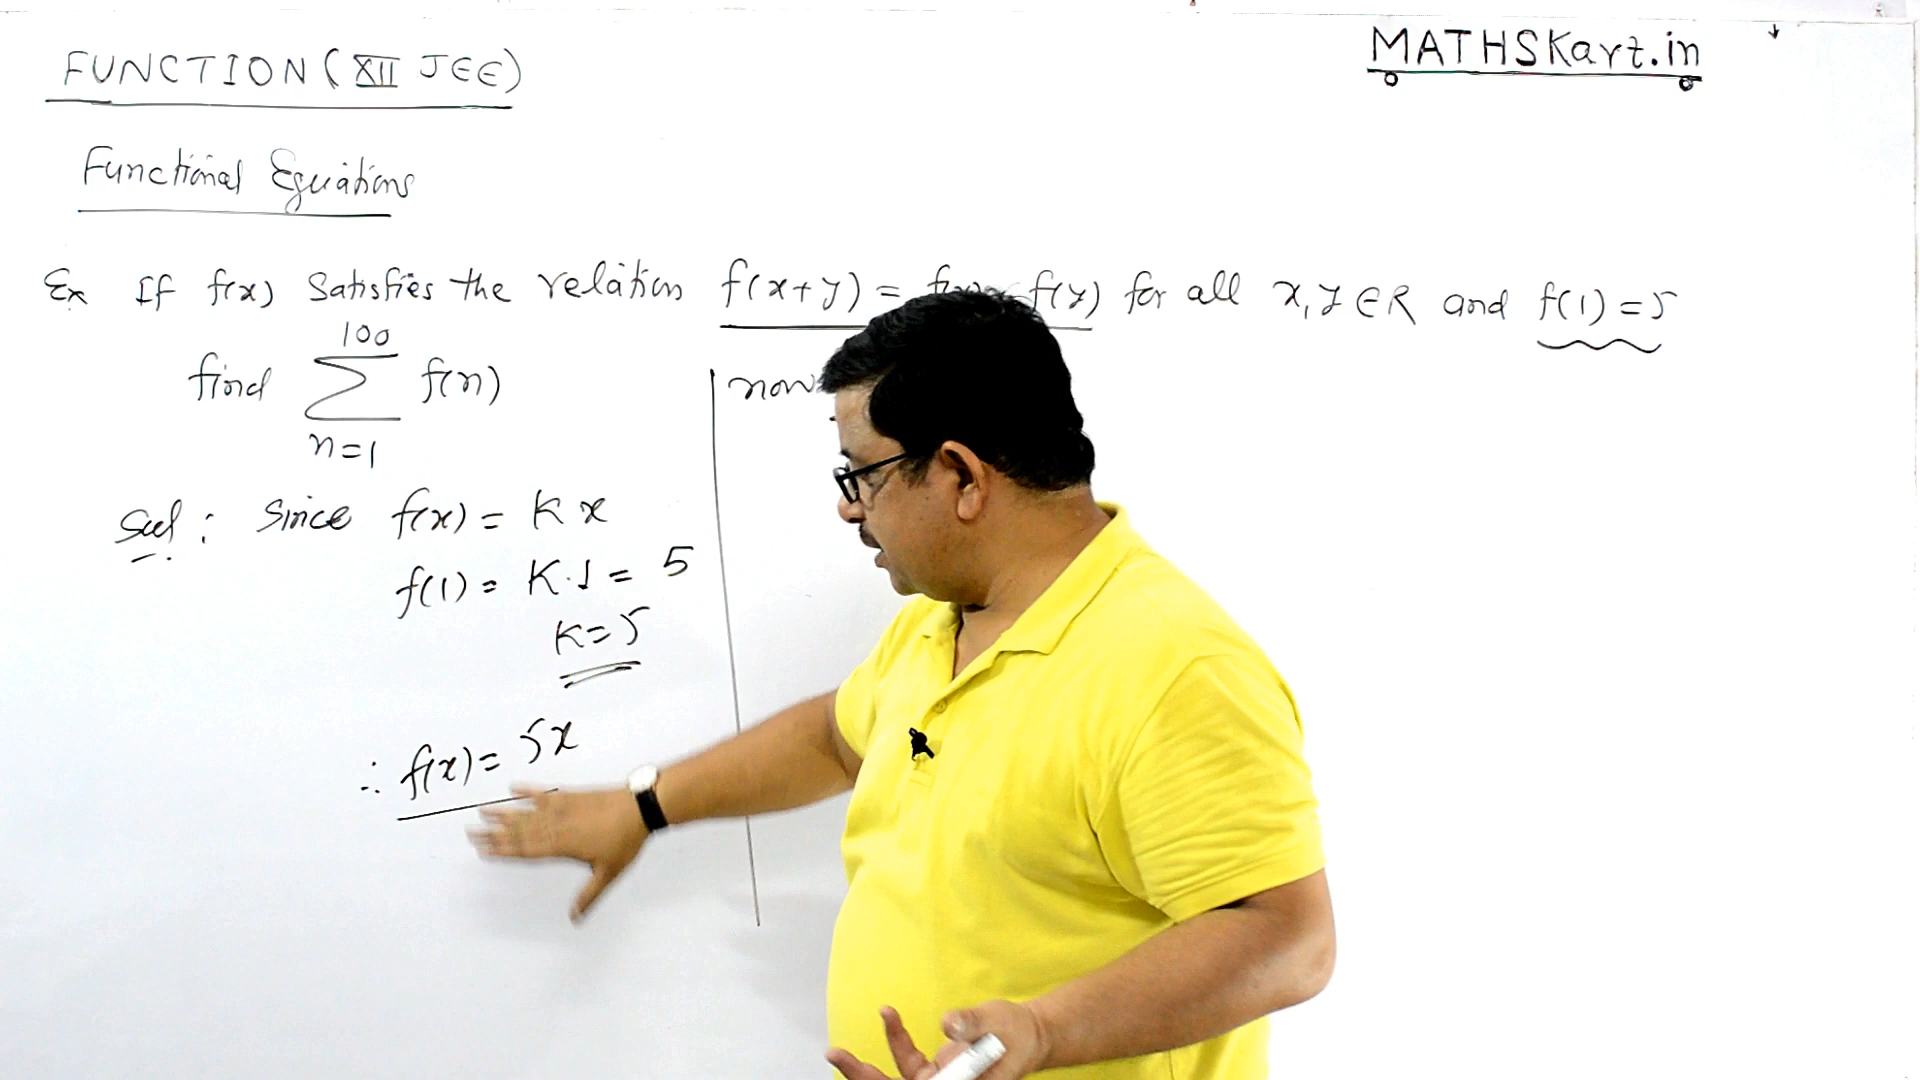 FUNCTION (XII JEE)
MATHSKart.in
Functional Equations
Ex If f(x) Satisfies the relation f(x+y) = f(y) for all x, y ∈ R and f(1) = 5
find 100 ∑ n=1 f(n)
now
Sol : Since f(x) = K x
f(1) = K.1 = 5
K = 5
∴ f(x) = 5x